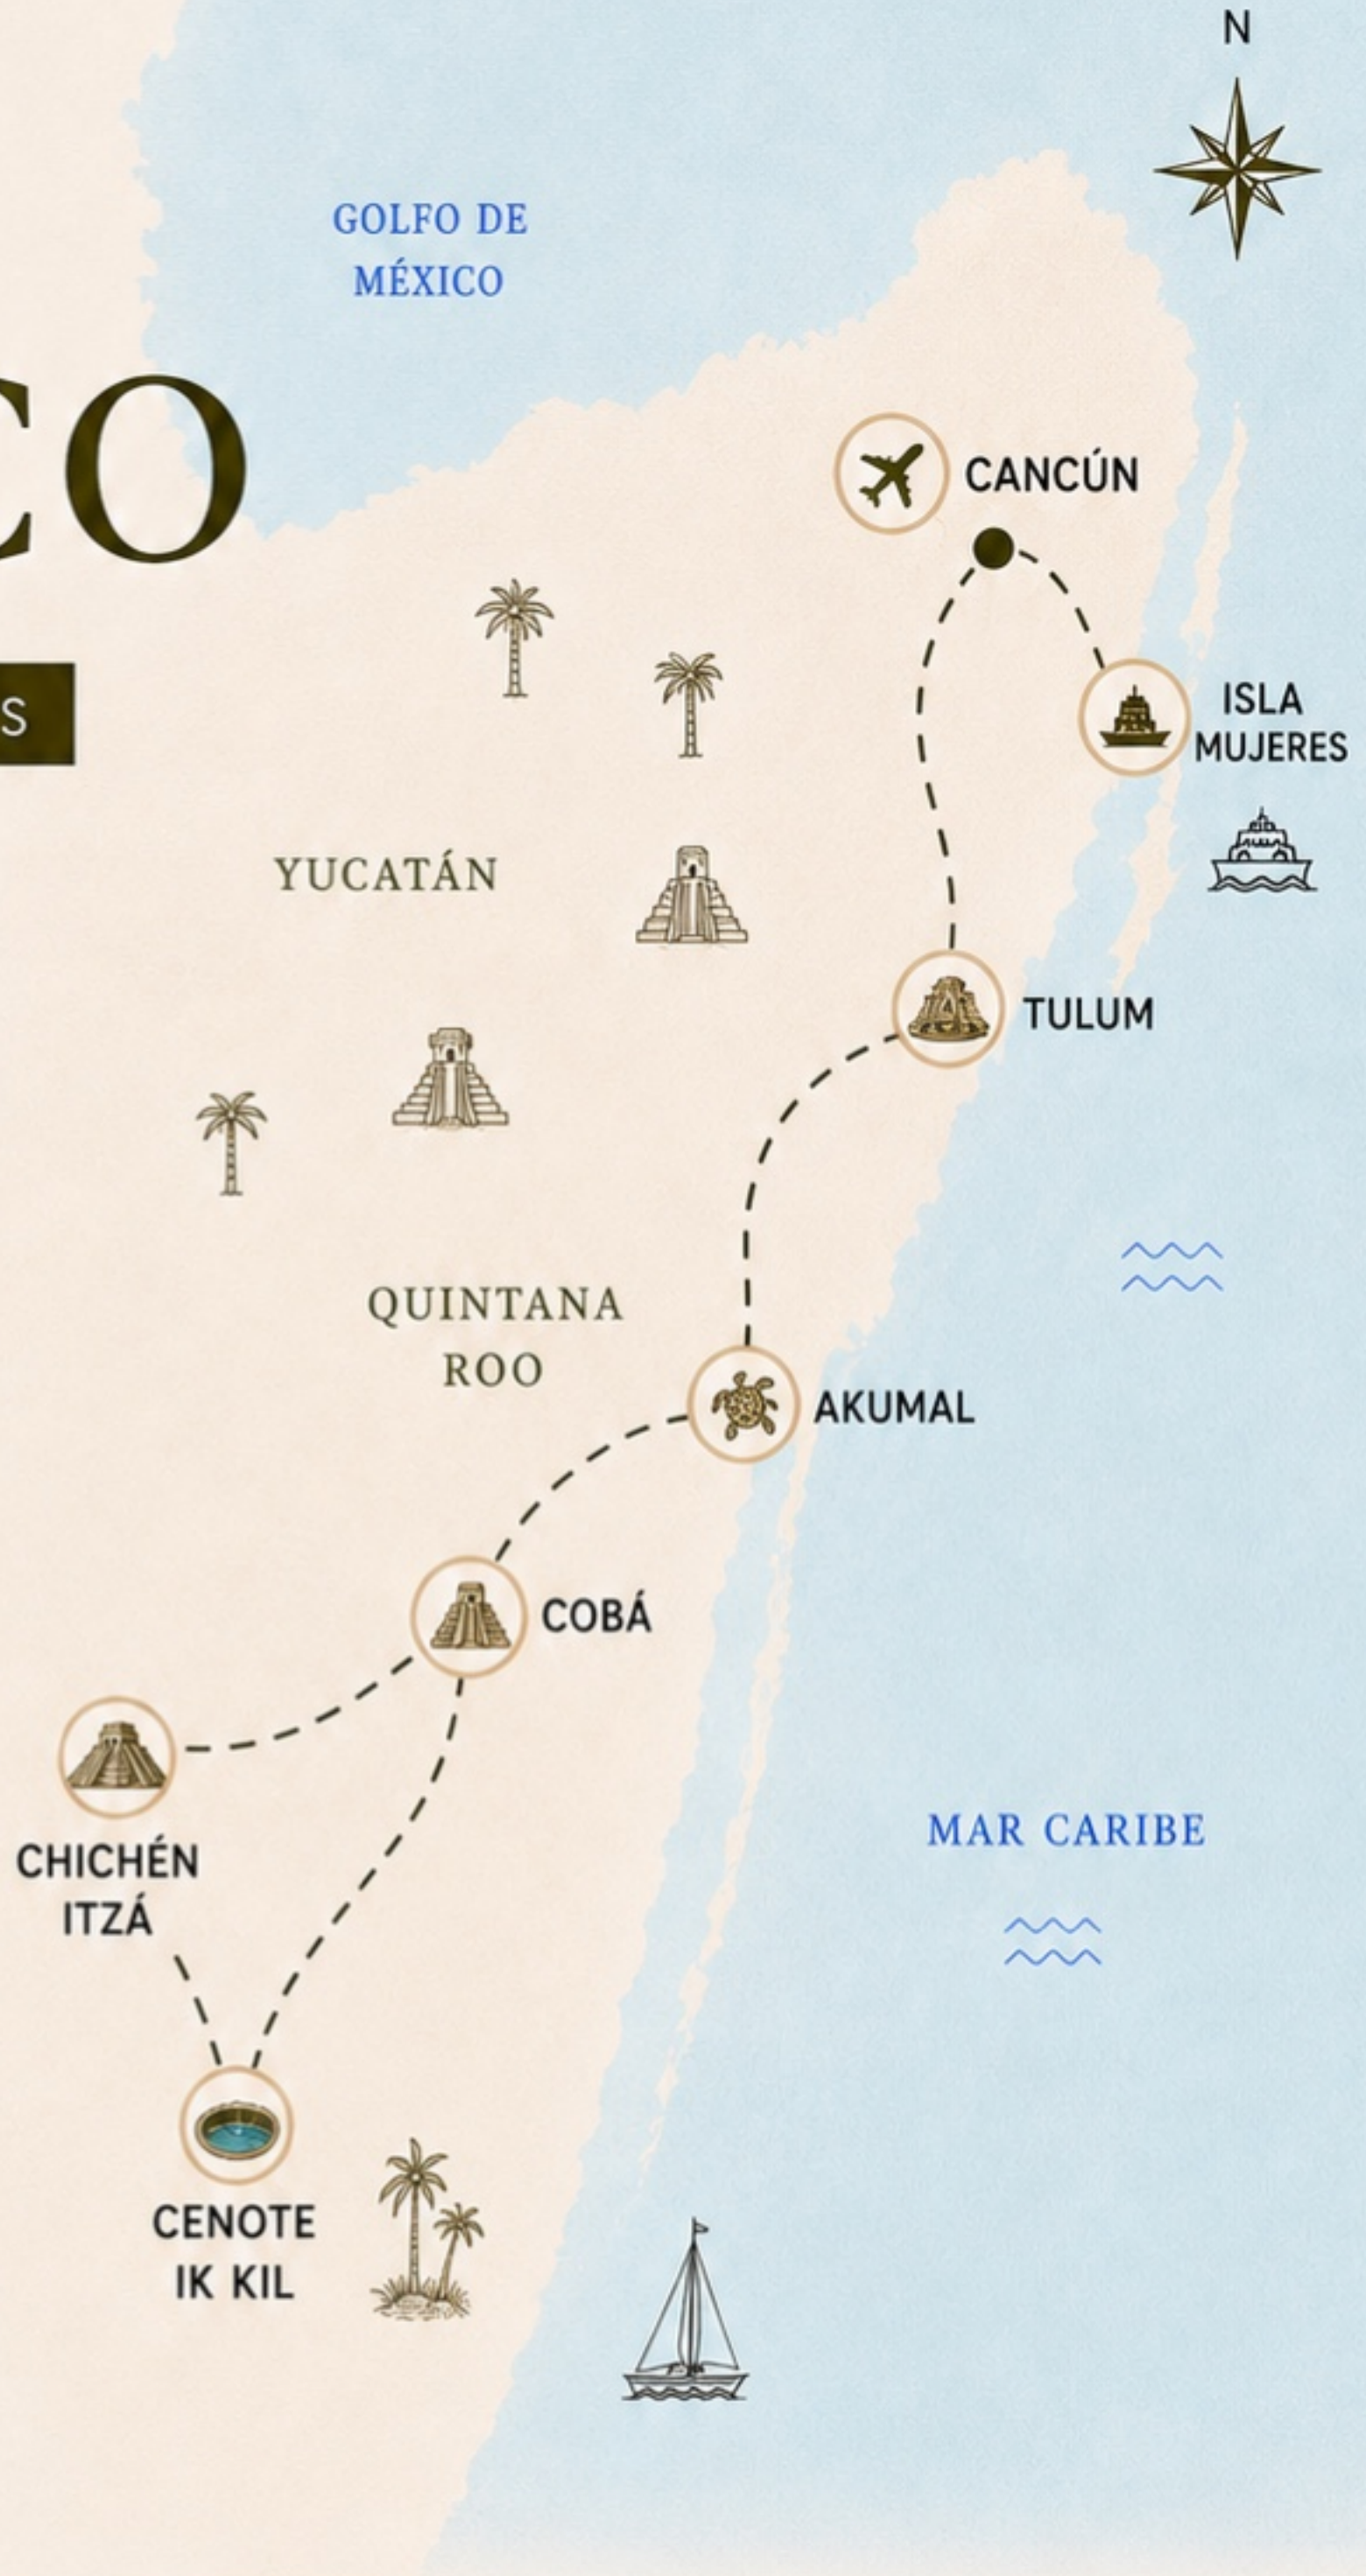 N
GOLFO DE
MÉXICO
CO
CANCÚN
S
ISLA
MUJERES
YUCATÁN
TULUM
QUINTANA
ROO
AKUMAL
COBÁ
CHICHÉN
ITZÁ
MAR CARIBE
CENOTE
IK KIL